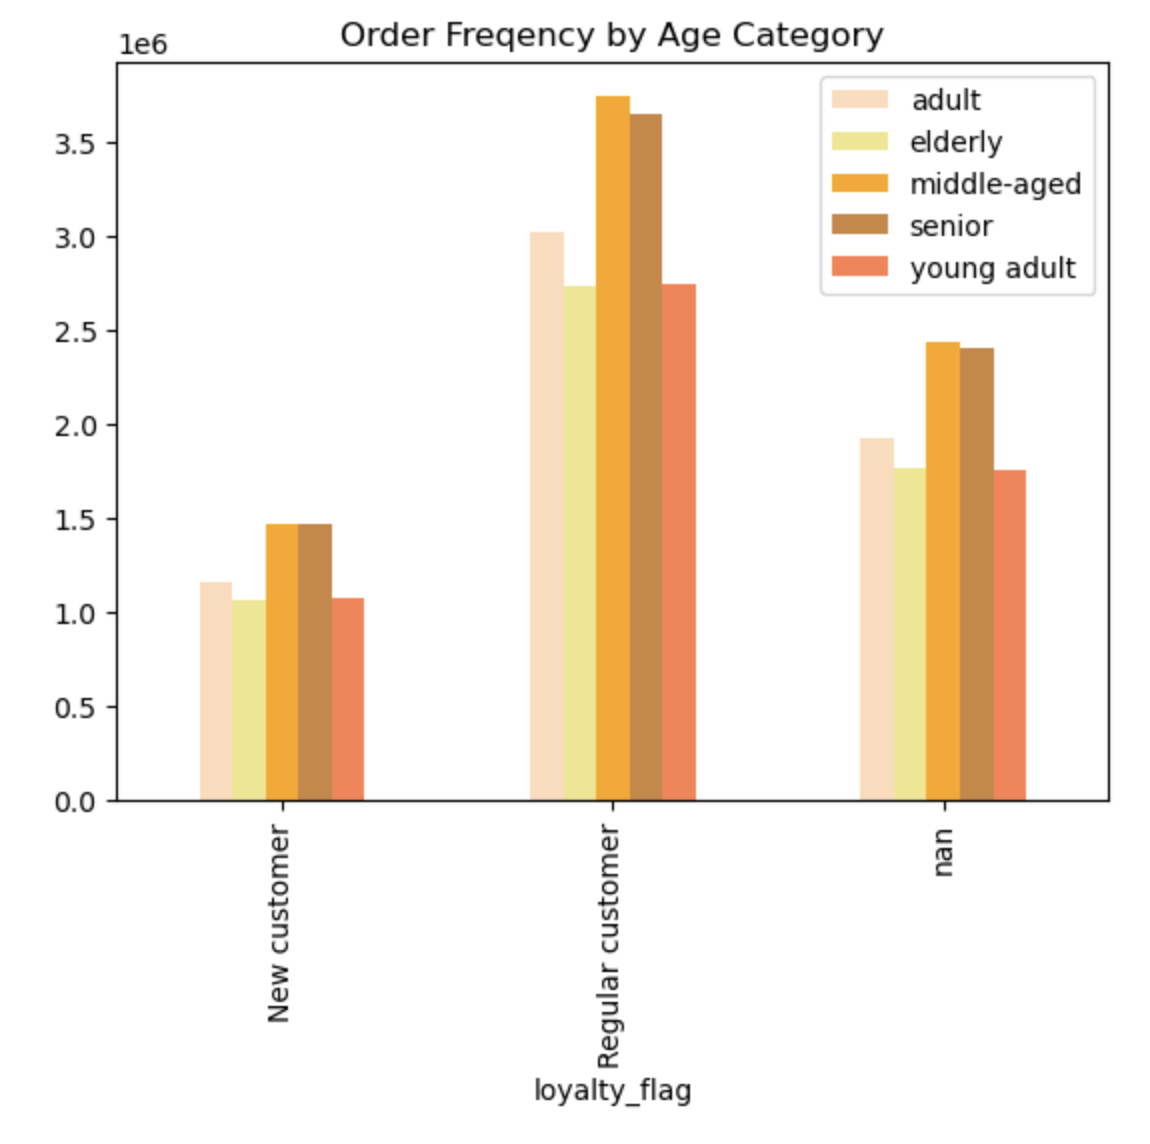 Order Freqency by Age Category
1e6
adult
elderly
middle-aged
senior
young adult
3.5
3.0
2.5
2.0
1.5
1.0
0.5
0.0
New customer
Regular customer
nan
loyalty_flag